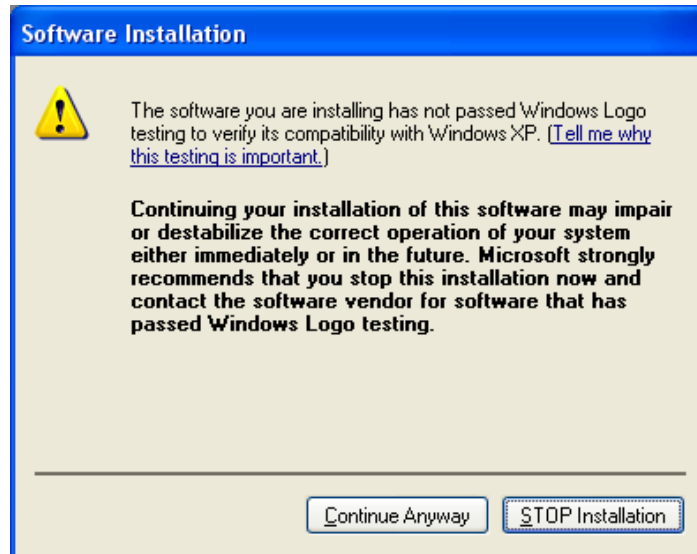 Software Installation
The software you are installing has not passed Windows Logo
testing to verify its compatibility with Windows XP. (Tell me why
this testing is important.)
Continuing your installation of this software may impair
or destabilize the correct operation of your system
either immediately or in the future. Microsoft strongly
recommends that you stop this installation now and
contact the software vendor for software that has
passed Windows Logo testing.
Continue Anyway
STOP Installation